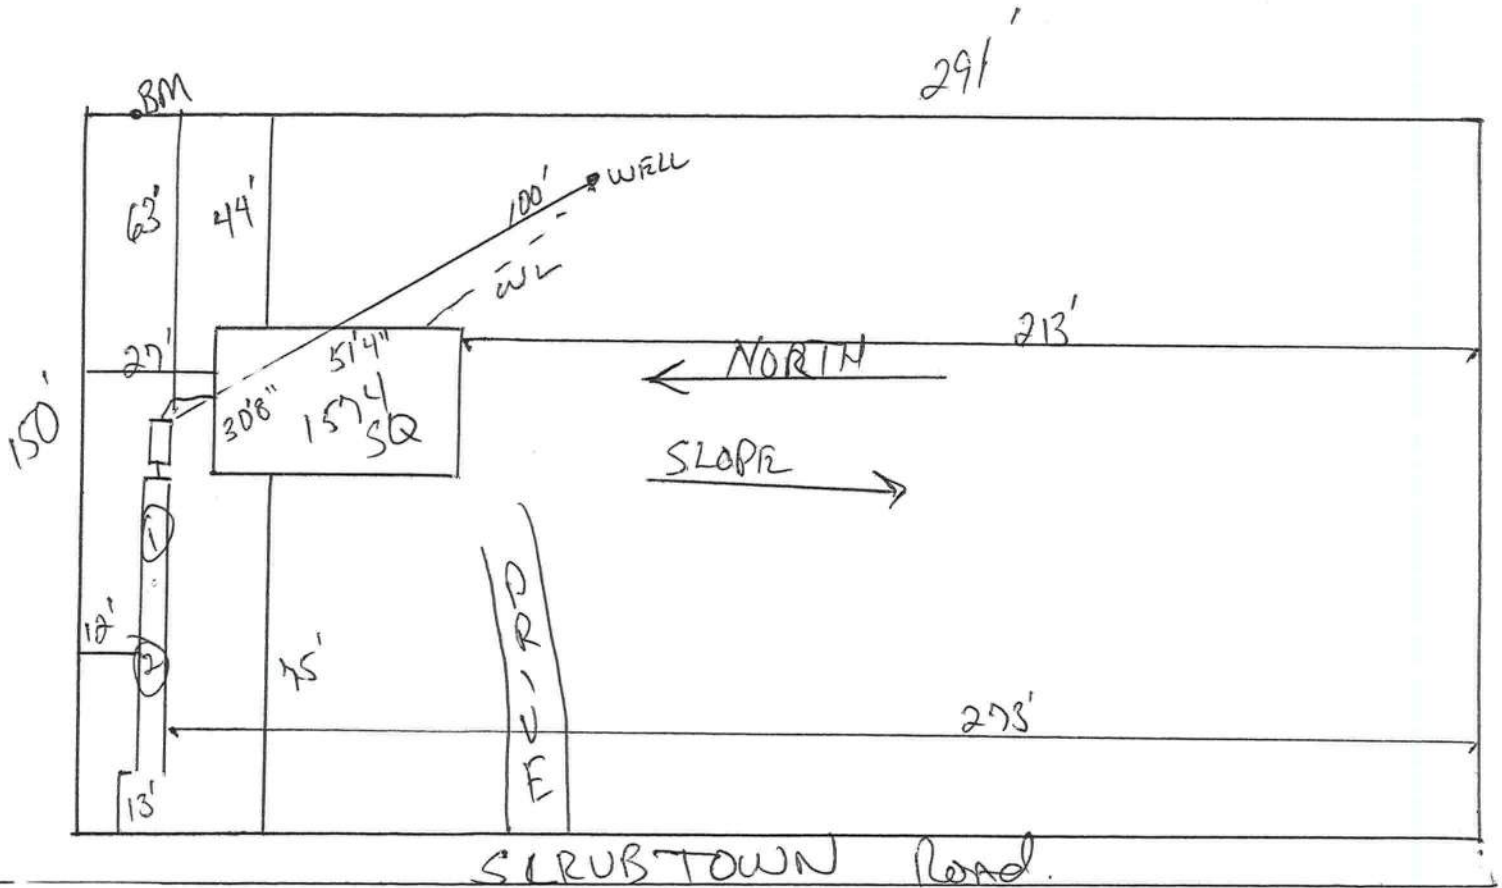 291'
BM
63'
44'
100'
WELL
WL
27'
51'4"
213'
NORTH
150'
30'8"
1574
SQ
SLOPE
1
DRIVE
12'
2
75'
273'
13'
SCRUBTOWN Road.